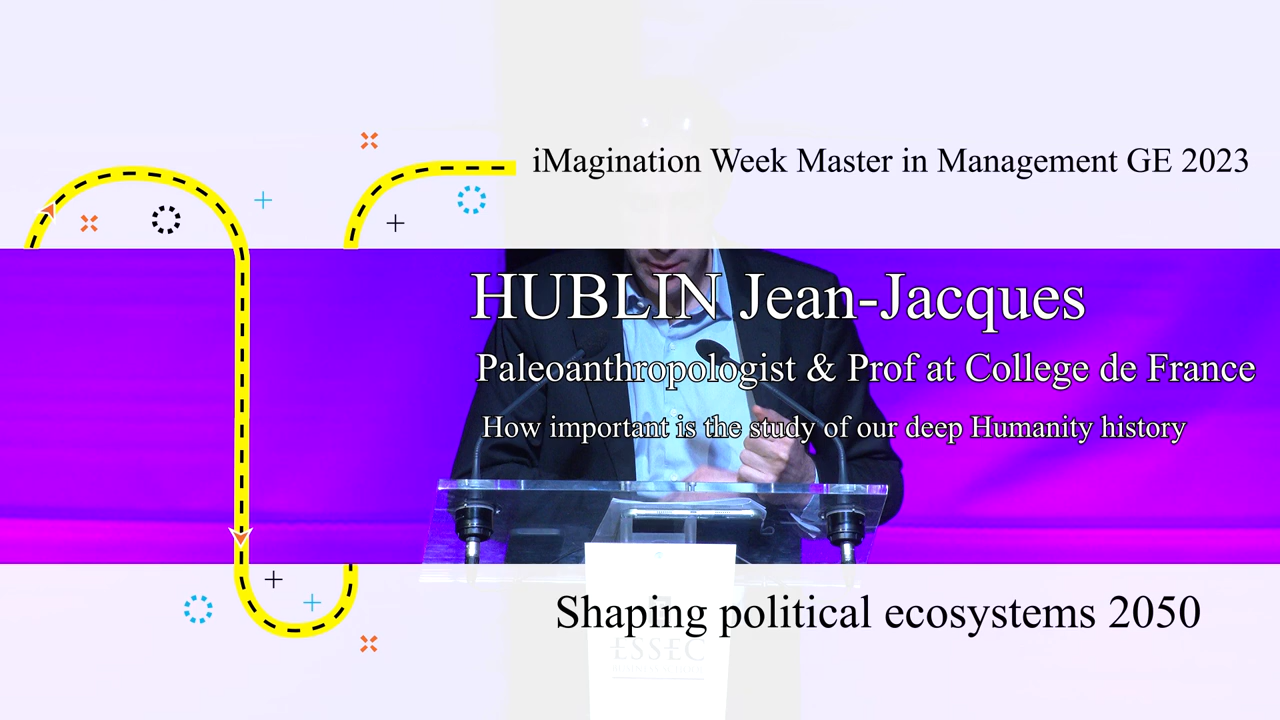 iMagination Week Master in Management GE 2023
HUBLIN Jean-Jacques
Paleoanthropologist & Prof at College de France
How important is the study of our deep Humanity history
Shaping political ecosystems 2050
ESSEC